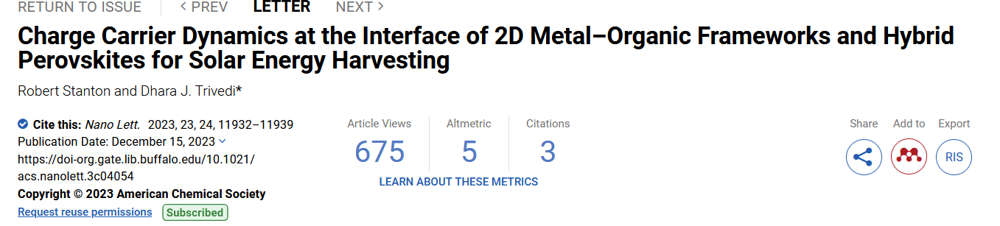 RETURN TO ISSUE < PREV LETTER NEXT >
Charge Carrier Dynamics at the Interface of 2D Metal–Organic Frameworks and Hybrid
Perovskites for Solar Energy Harvesting
Robert Stanton and Dhara J. Trivedi*
Cite this: Nano Lett. 2023, 23, 24, 11932–11939
Publication Date: December 15, 2023
https://doi-org.gate.lib.buffalo.edu/10.1021/
acs.nanolett.3c04054
Copyright © 2023 American Chemical Society
Request reuse permissions Subscribed
Article Views Altmetric Citations
675 5 3
LEARN ABOUT THESE METRICS
Share Add to Export
RIS